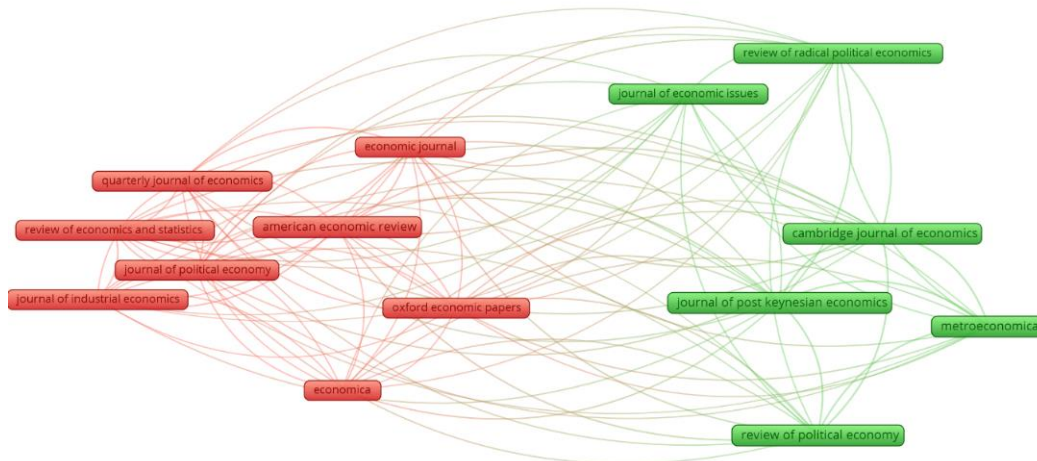 review of radical political economics
journal of economic issues
economic journal
quarterly journal of economics
review of economics and statistics
american economic review
cambridge journal of economics
journal of political economy
journal of industrial economics
oxford economic papers
journal of post keynesian economics
metroeconomica
economica
review of political economy